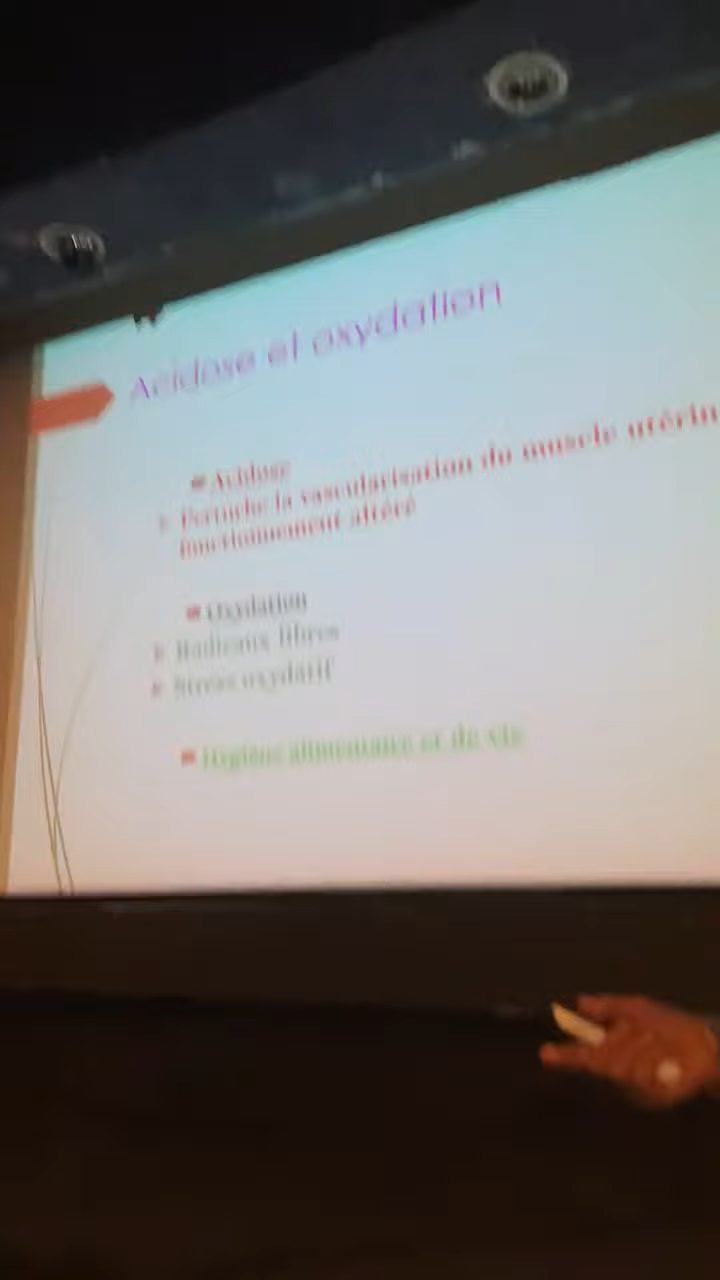 Acidose et oxydation
Acidose
Perturbe la vascularisation du muscle utérin
fonctionnement altéré
Oxydation
Radicaux libres
Stress oxydatif
Hygiène alimentaire et de vie